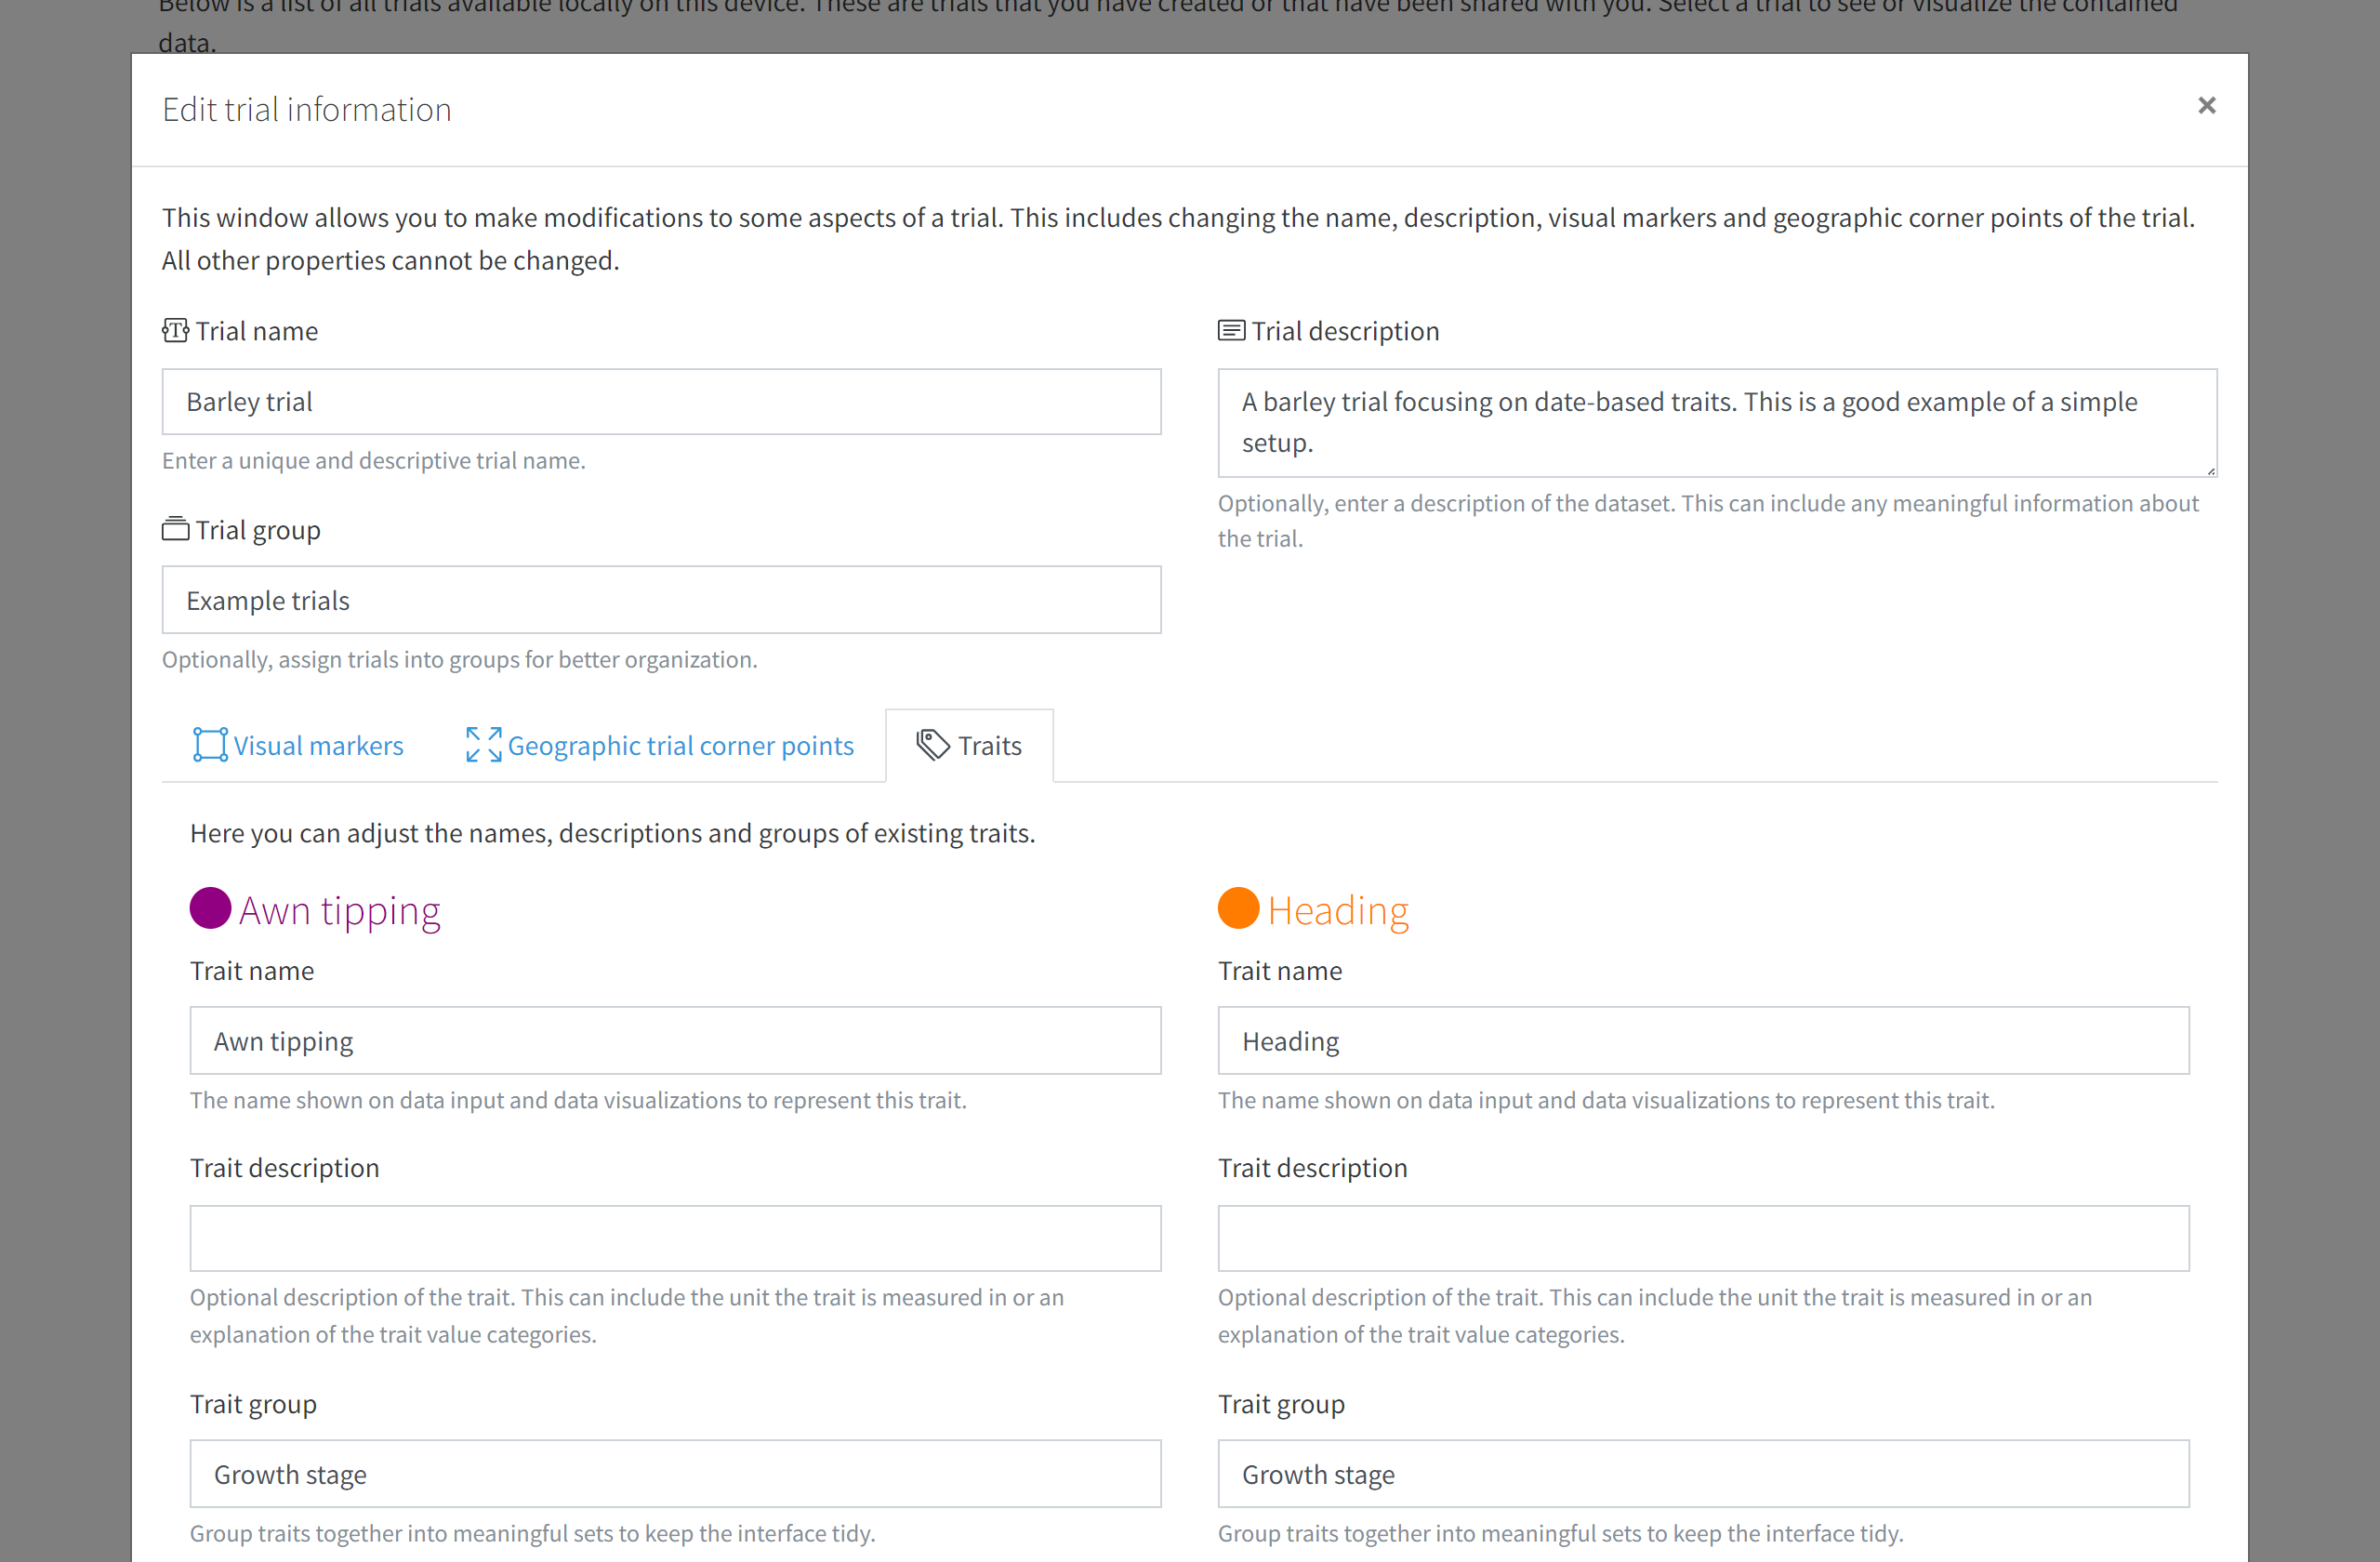 Below is a list of all trials available locally on this device. These are trials that you have created or that have been shared with you. Select a trial to see or visualize the contained
data.
Edit trial information
This window allows you to make modifications to some aspects of a trial. This includes changing the name, description, visual markers and geographic corner points of the trial.
All other properties cannot be changed.
Trial name
Barley trial
Enter a unique and descriptive trial name.
Trial group
Example trials
Optionally, assign trials into groups for better organization.
Trial description
A barley trial focusing on date-based traits. This is a good example of a simple
setup.
Optionally, enter a description of the dataset. This can include any meaningful information about
the trial.
Visual markers
Geographic trial corner points
Traits
Here you can adjust the names, descriptions and groups of existing traits.
Awn tipping
Trait name
Awn tipping
The name shown on data input and data visualizations to represent this trait.
Trait description
Optional description of the trait. This can include the unit the trait is measured in or an
explanation of the trait value categories.
Trait group
Growth stage
Group traits together into meaningful sets to keep the interface tidy.
Heading
Trait name
Heading
The name shown on data input and data visualizations to represent this trait.
Trait description
Optional description of the trait. This can include the unit the trait is measured in or an
explanation of the trait value categories.
Trait group
Growth stage
Group traits together into meaningful sets to keep the interface tidy.